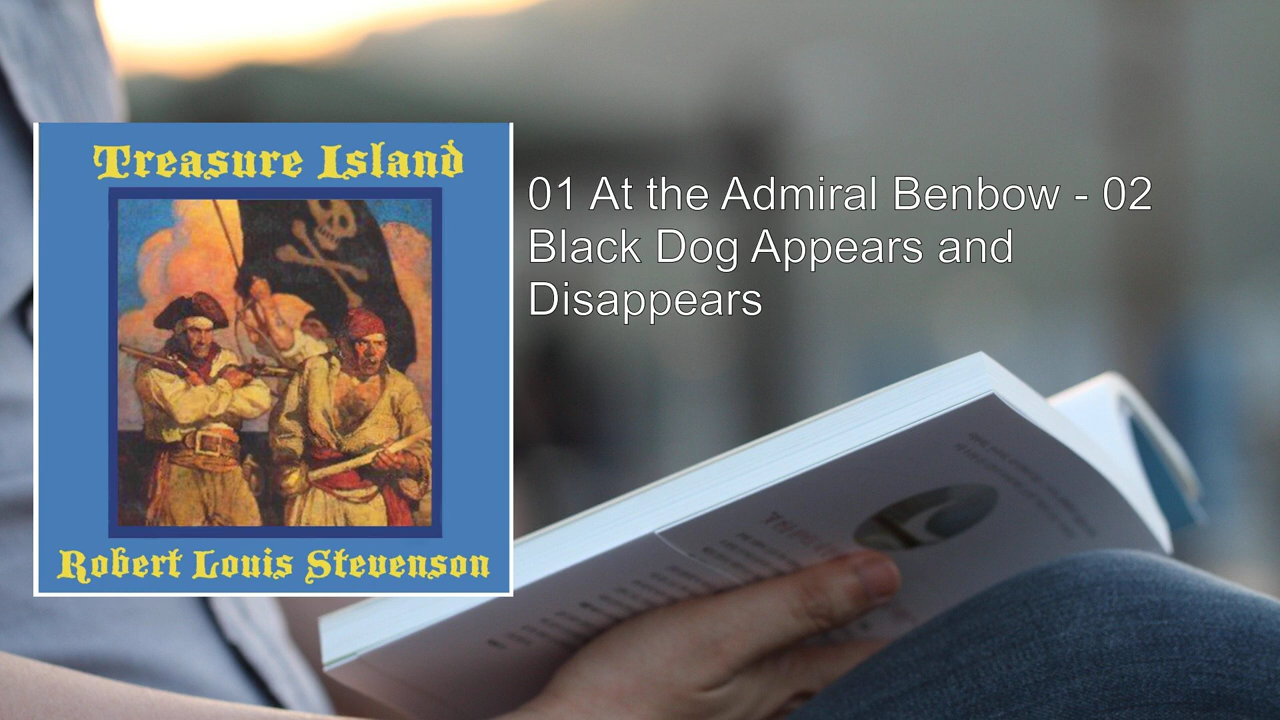 Treasure Island
Robert Louis Stevenson
01 At the Admiral Benbow - 02
Black Dog Appears and
Disappears